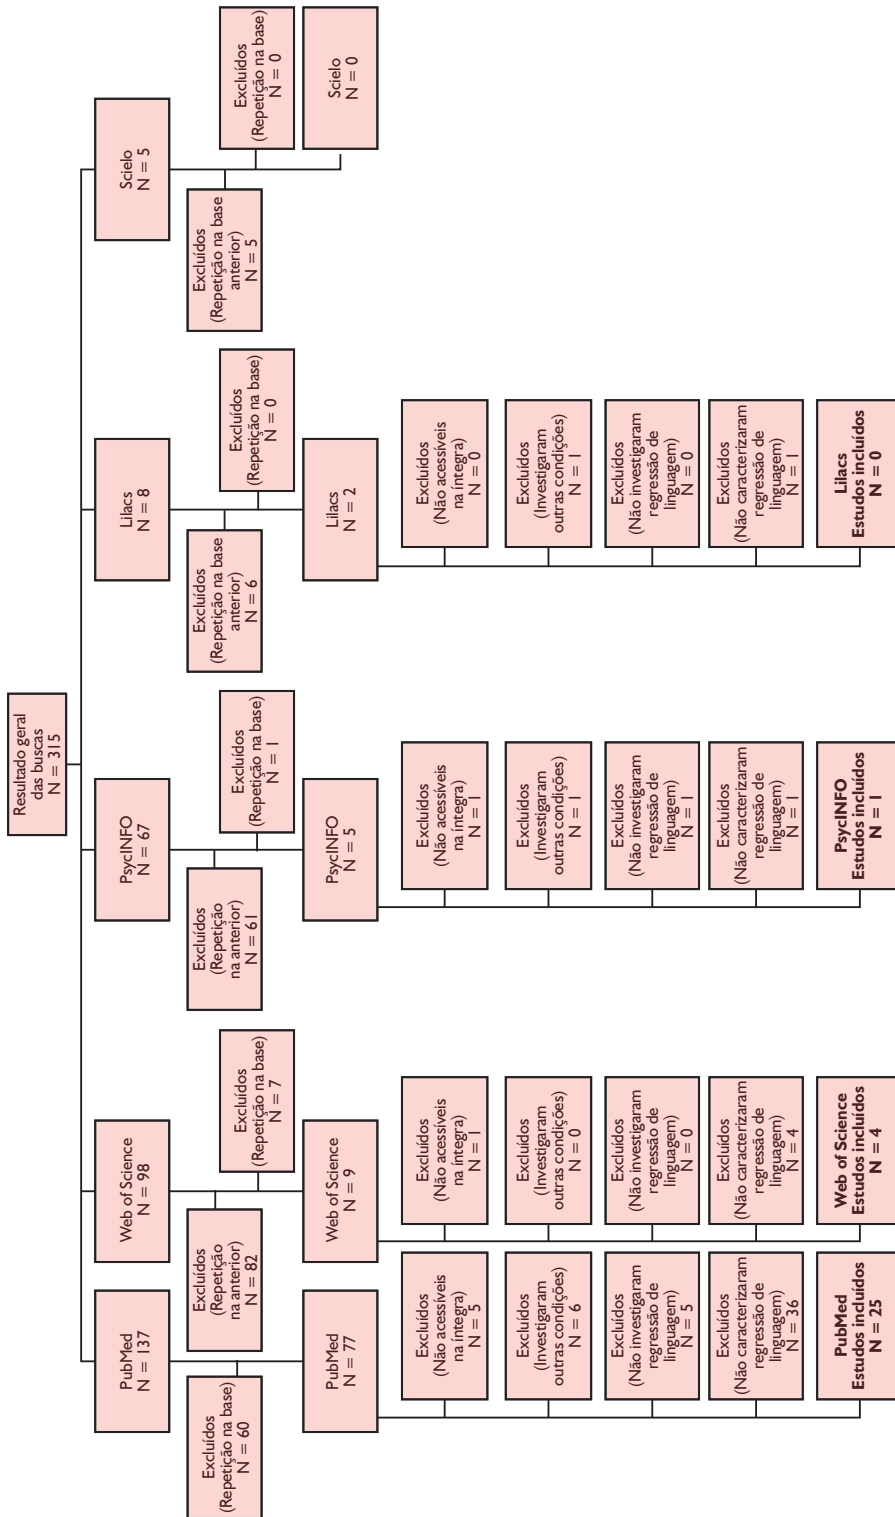 Resultado geral
das buscas
N = 315
PubMed
N = 137
Web of Science
N = 98
PsycINFO
N = 67
Lilacs
N = 8
Scielo
N = 5
Excluídos
(Repetição na base)
N = 60
Excluídos
(Repetição
na anterior)
N = 82
Excluídos
(Repetição na base)
N = 7
Excluídos
(Repetição
na anterior)
N = 61
Excluídos
(Repetição na base)
N = 1
Excluídos
(Repetição na base
anterior)
N = 6
Excluídos
(Repetição na base)
N = 0
Excluídos
(Repetição na base
anterior)
N = 5
Excluídos
(Repetição na base)
N = 0
PubMed
N = 77
Web of Science
N = 9
PsycINFO
N = 5
Lilacs
N = 2
Scielo
N = 0
Excluídos
(Não acessíveis
na íntegra)
N = 5
Excluídos
(Não acessíveis
na íntegra)
N = 1
Excluídos
(Não acessíveis
na íntegra)
N = 1
Excluídos
(Não acessíveis
na íntegra)
N = 0
Excluídos
(Investigaram
outras condições)
N = 6
Excluídos
(Investigaram
outras condições)
N = 0
Excluídos
(Investigaram
outras condições)
N = 1
Excluídos
(Investigaram
outras condições)
N = 1
Excluídos
(Não investigaram
regressão de
linguagem)
N = 5
Excluídos
(Não investigaram
regressão de
linguagem)
N = 0
Excluídos
(Não investigaram
regressão de
linguagem)
N = 1
Excluídos
(Não investigaram
regressão de
linguagem)
N = 0
Excluídos
(Não caracterizaram
regressão de
linguagem)
N = 36
Excluídos
(Não caracterizaram
regressão de
linguagem)
N = 4
Excluídos
(Não caracterizaram
regressão de
linguagem)
N = 1
Excluídos
(Não caracterizaram
regressão de
linguagem)
N = 1
PubMed
Estudos incluídos
N = 25
Web of Science
Estudos incluídos
N = 4
PsycINFO
Estudos incluídos
N = 1
Lilacs
Estudos incluídos
N = 0